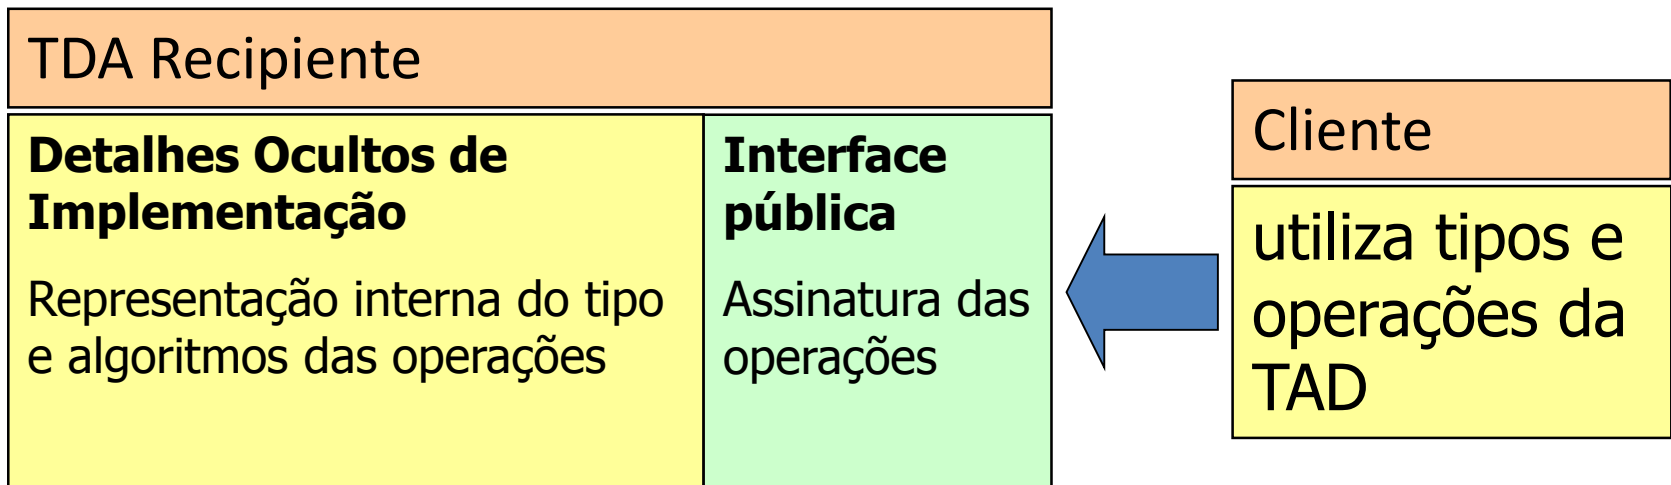 TDA Recipiente
Detalhes Ocultos de
Implementação
Representação interna do tipo
e algoritmos das operações
Interface
pública
Assinatura das
operações
Cliente
utiliza tipos e
operações da
TAD